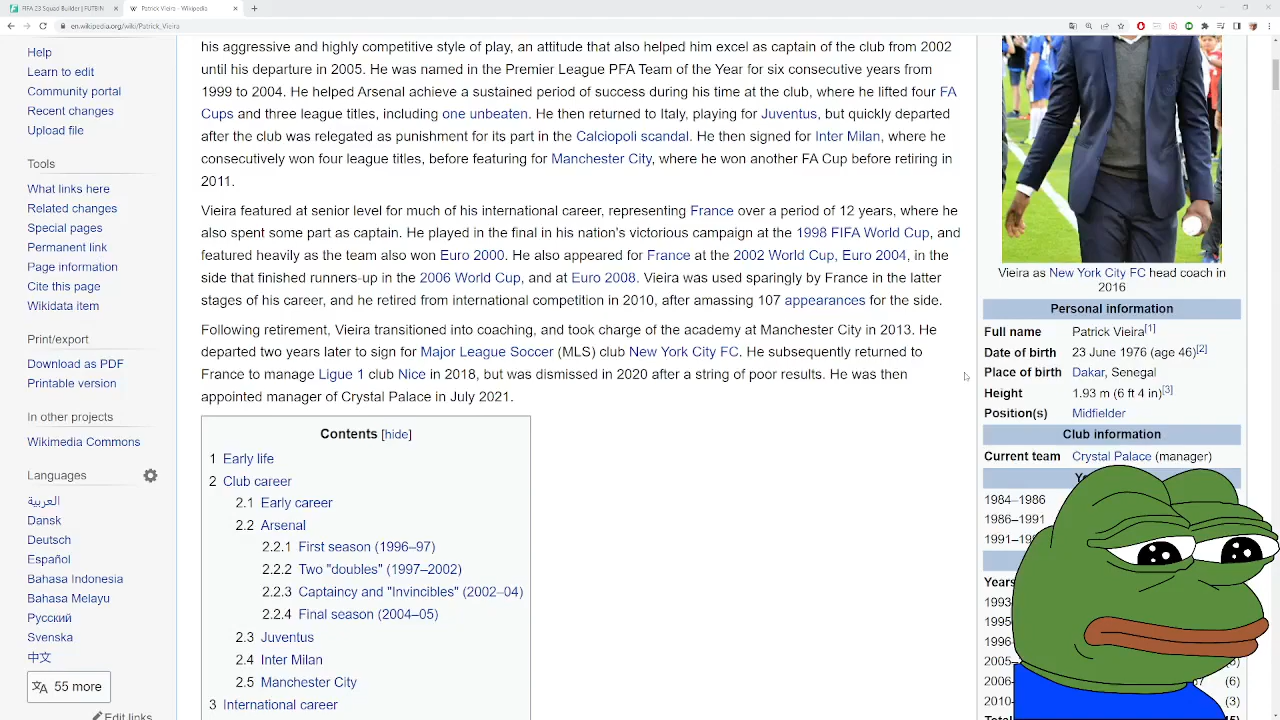 FIFA 23 Squad Builder | FUTBIN
Patrick Vieira - Wikipedia
en.wikipedia.org/wiki/Patrick_Vieira
Help
Learn to edit
Community portal
Recent changes
Upload file
Tools
What links here
Related changes
Special pages
Permanent link
Page information
Cite this page
Wikidata item
Print/export
Download as PDF
Printable version
In other projects
Wikimedia Commons
Languages
العربية
Dansk
Deutsch
Español
Bahasa Indonesia
Bahasa Melayu
Русский
Svenska
中文
55 more
Edit links
his aggressive and highly competitive style of play, an attitude that also helped him excel as captain of the club from 2002
until his departure in 2005. He was named in the Premier League PFA Team of the Year for six consecutive years from
1999 to 2004. He helped Arsenal achieve a sustained period of success during his time at the club, where he lifted four FA
Cups and three league titles, including one unbeaten. He then returned to Italy, playing for Juventus, but quickly departed
after the club was relegated as punishment for its part in the Calciopoli scandal. He then signed for Inter Milan, where he
consecutively won four league titles, before featuring for Manchester City, where he won another FA Cup before retiring in
2011.
Vieira featured at senior level for much of his international career, representing France over a period of 12 years, where he
also spent some part as captain. He played in the final in his nation's victorious campaign at the 1998 FIFA World Cup, and
featured heavily as the team also won Euro 2000. He also appeared for France at the 2002 World Cup, Euro 2004, in the
side that finished runners-up in the 2006 World Cup, and at Euro 2008. Vieira was used sparingly by France in the latter
stages of his career, and he retired from international competition in 2010, after amassing 107 appearances for the side.
Following retirement, Vieira transitioned into coaching, and took charge of the academy at Manchester City in 2013. He
departed two years later to sign for Major League Soccer (MLS) club New York City FC. He subsequently returned to
France to manage Ligue 1 club Nice in 2018, but was dismissed in 2020 after a string of poor results. He was then
appointed manager of Crystal Palace in July 2021.
Contents [hide]
1 Early life
2 Club career
2.1 Early career
2.2 Arsenal
2.2.1 First season (1996–97)
2.2.2 Two "doubles" (1997–2002)
2.2.3 Captaincy and "Invincibles" (2002–04)
2.2.4 Final season (2004–05)
2.3 Juventus
2.4 Inter Milan
2.5 Manchester City
3 International career
Vieira as New York City FC head coach in
2016
Personal information
Full name Patrick Vieira[1]
Date of birth 23 June 1976 (age 46)[2]
Place of birth Dakar, Senegal
Height 1.93 m (6 ft 4 in)[3]
Position(s) Midfielder
Club information
Current team Crystal Palace (manager)
1984–1986
1986–1991
1991–19
Years
1993
1995
1996–
2005–
2006 (6)
2010 (3)